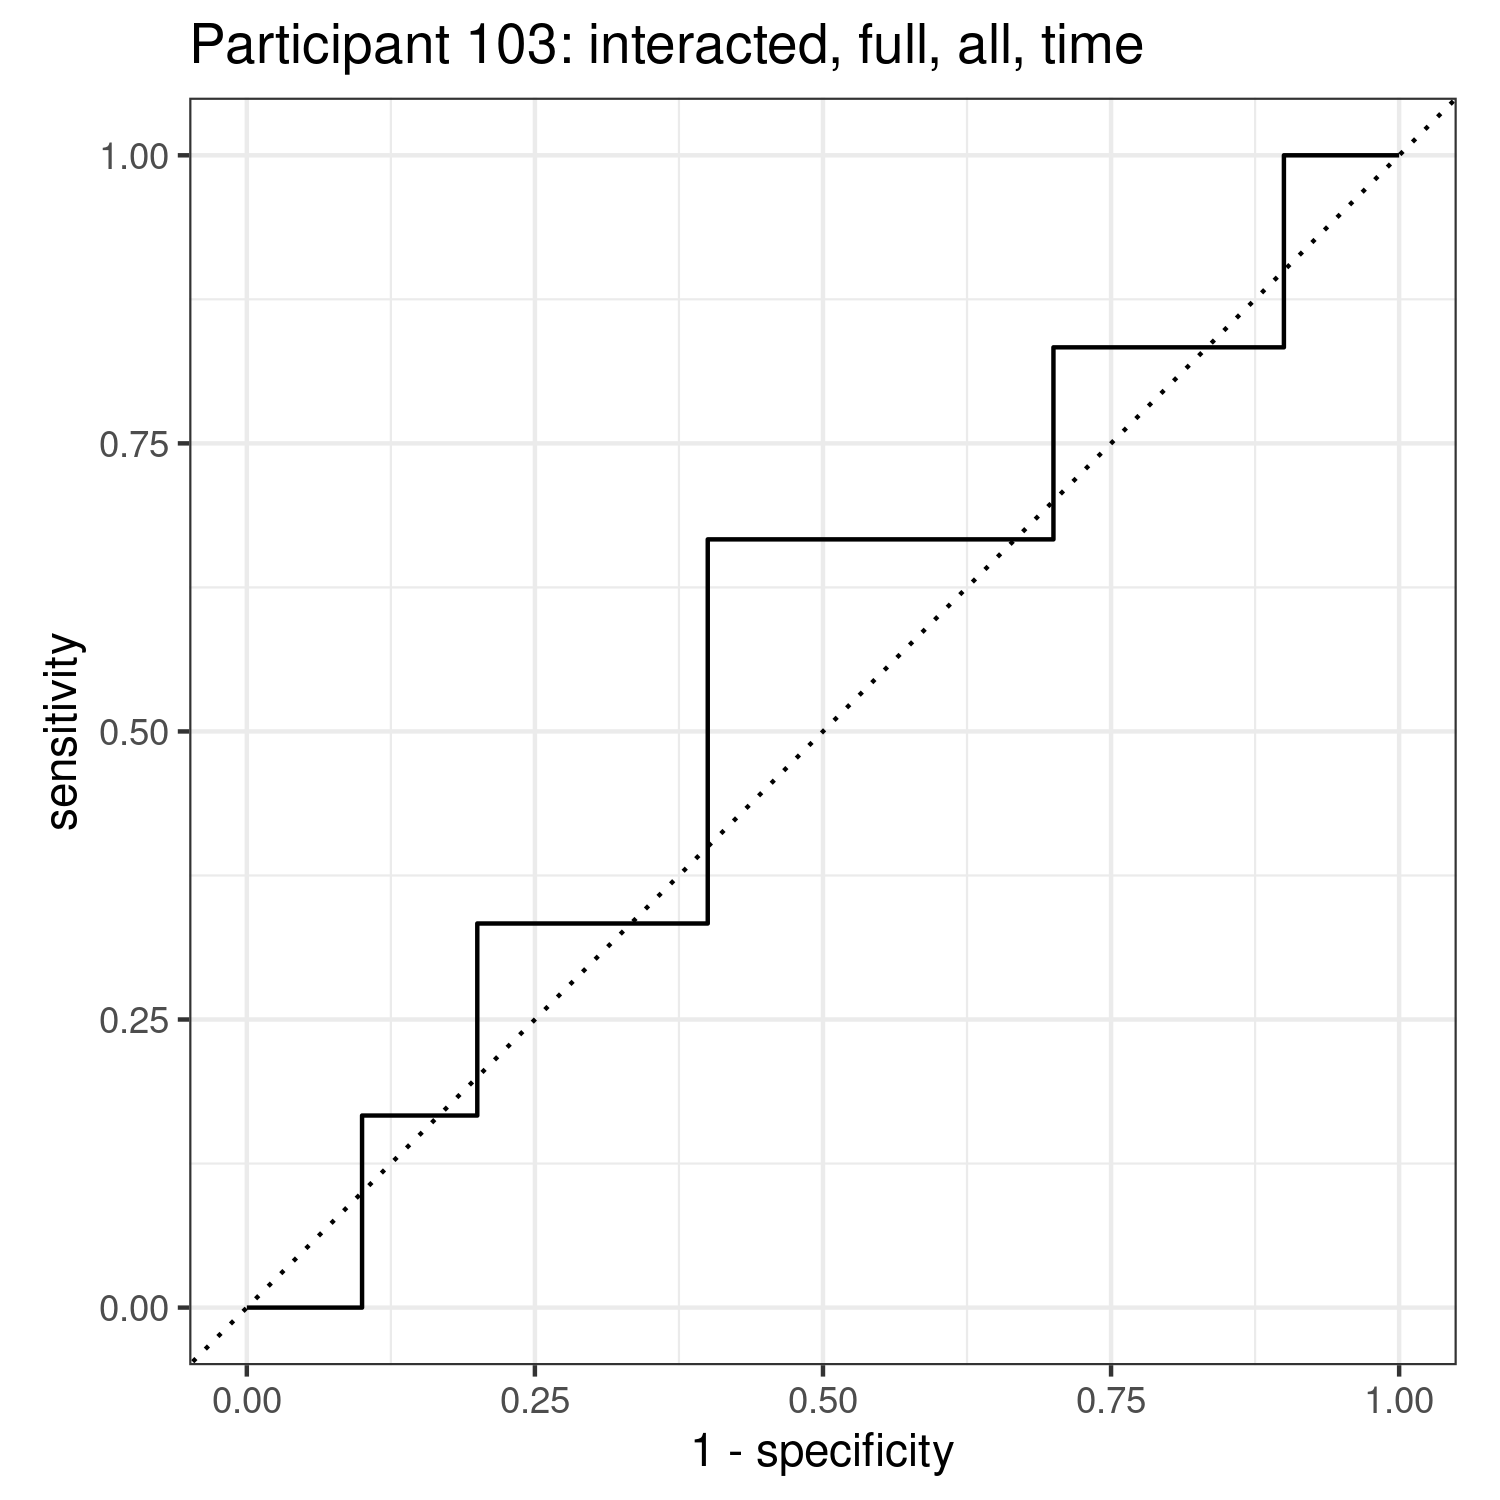 Participant 103: interacted, full, all, time
1.00
0.75
0.50
0.25
0.00
sensitivity
0.00 0.25 0.50 0.75 1.00
1 - specificity